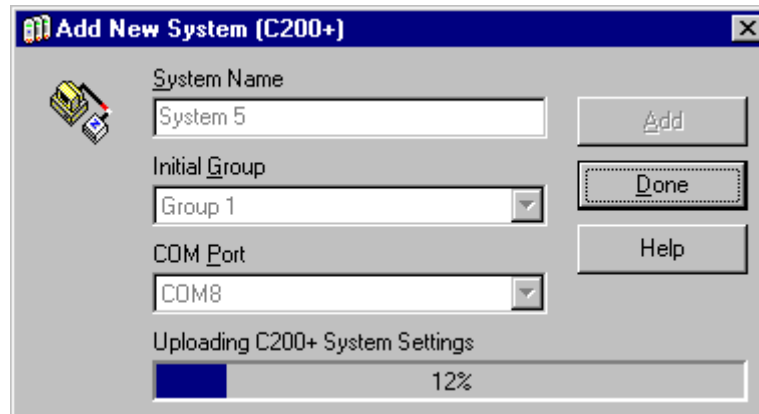 Add New System (C200+)
System Name
System 5
Add
Initial Group
Group 1
Done
COM Port
COM8
Help
Uploading C200+ System Settings
12%